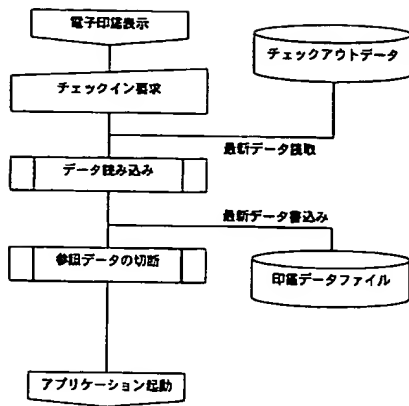 電子印鑑表示
チェックアウトデータ
チェックイン要求
最新データ読取
データ読み込み
最新データ書込み
参照データの切断
印鑑データファイル
アプリケーション起動